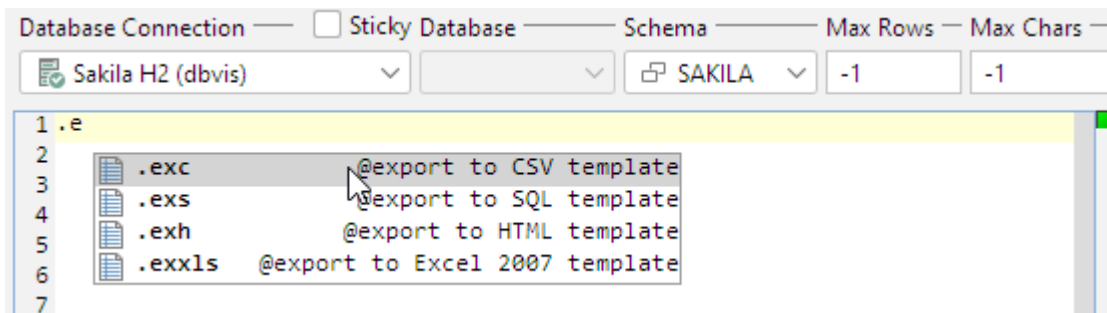 Database Connection Sticky Database Schema Max Rows Max Chars
Sakila H2 (dbvis) SAKILA -1 -1
1 .e
2
.exc @export to CSV template
3
.exs @export to SQL template
4
.exh @export to HTML template
5
.exxls @export to Excel 2007 template
6
7